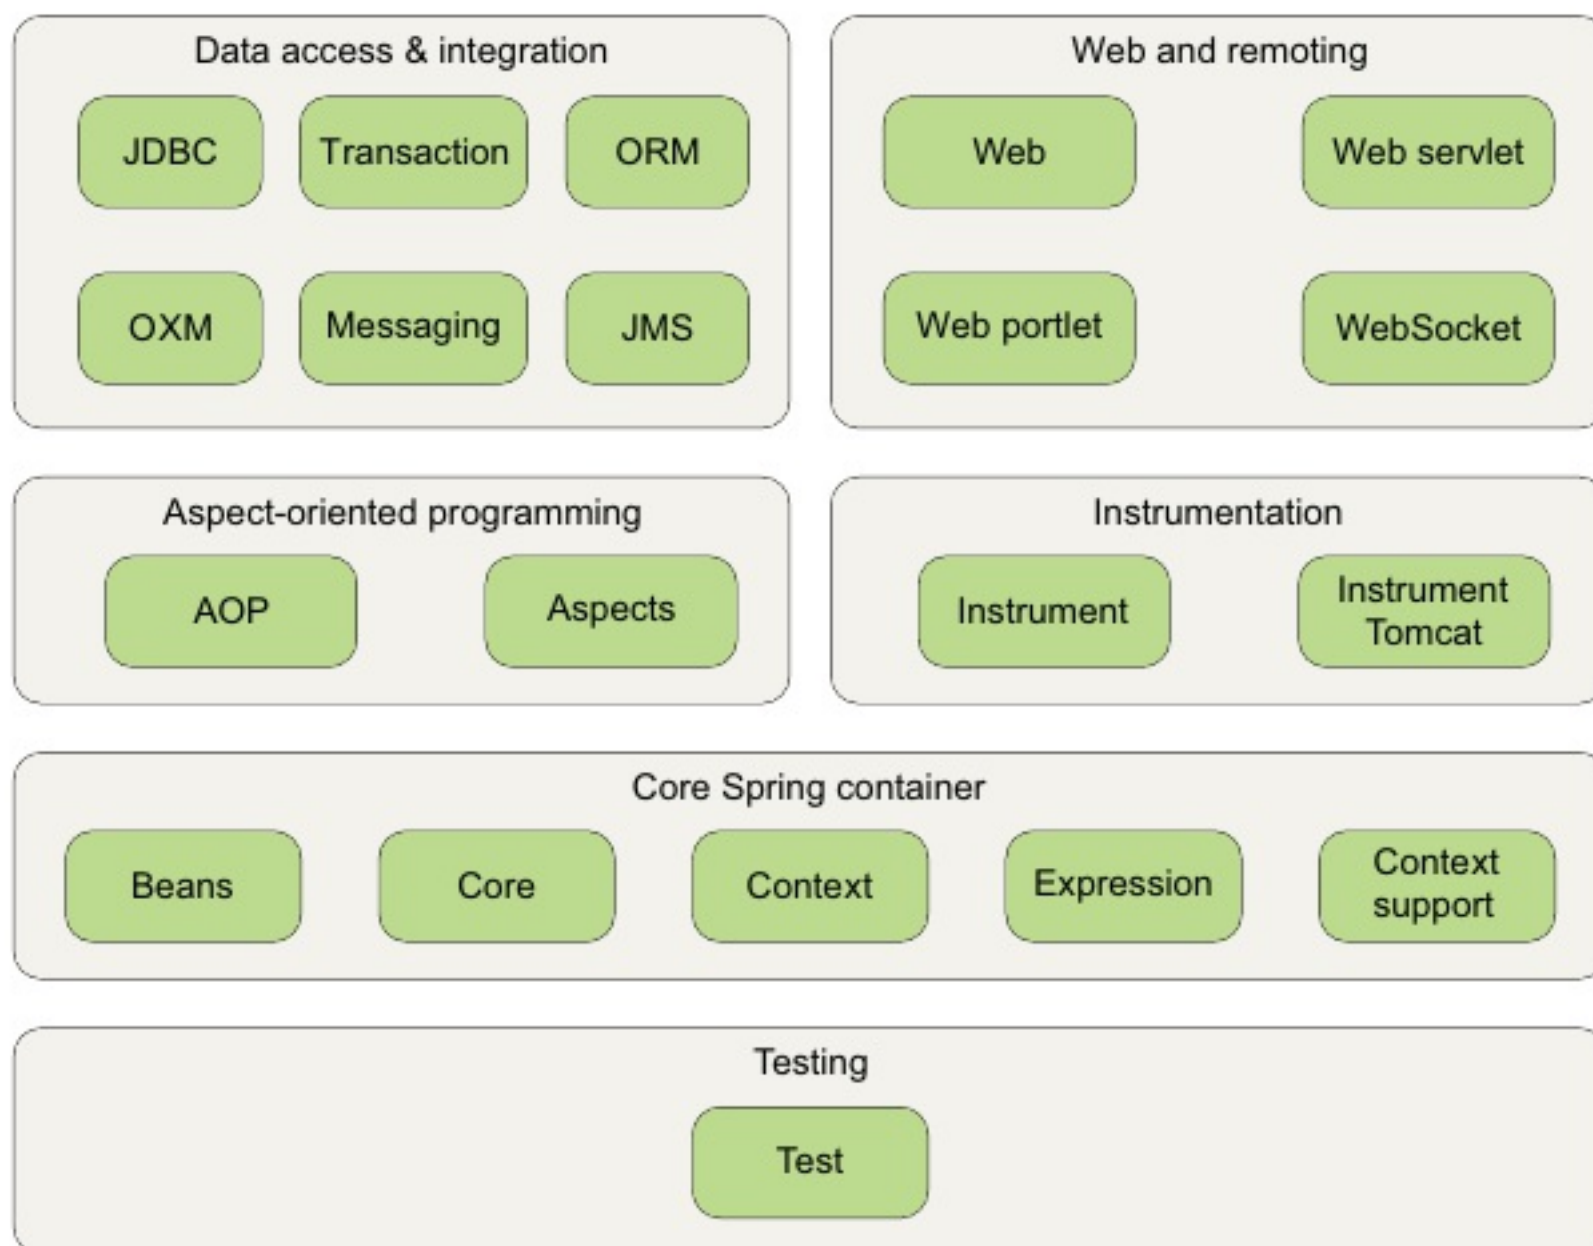 Data access & integration
JDBC
Transaction
ORM
OXM
Messaging
JMS
Web and remoting
Web
Web servlet
Web portlet
WebSocket
Aspect-oriented programming
AOP
Aspects
Instrumentation
Instrument
Instrument
Tomcat
Core Spring container
Beans
Core
Context
Expression
Context
support
Testing
Test